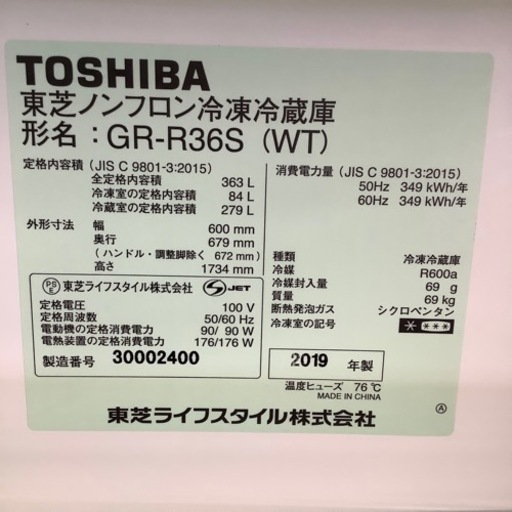 TOSHIBA
東芝ノンフロン冷凍冷蔵庫
形名：GR-R36S (WT)
定格内容積 (JIS C 9801-3:2015)
全定格内容積 363 L
冷凍室の定格内容積 84 L
冷蔵室の定格内容積 279 L
外形寸法 幅 600 mm
奥行 679 mm
(ハンドル・調整脚除く 672 mm)
高さ 1734 mm
消費電力量 (JIS C 9801-3:2015)
50Hz 349 kWh/年
60Hz 349 kWh/年
種類 冷凍冷蔵庫
冷媒 R600a
冷媒封入量 69 g
質量 69 kg
断熱発泡ガス シクロペンタン
冷凍室の記号
PSE 東芝ライフスタイル株式会社 JET
定格電圧 100 V
定格周波数 50/60 Hz
電動機の定格消費電力 90/ 90 W
電熱装置の定格消費電力 176/176 W
製造番号 30002400
2019 年製
温度ヒューズ 76℃
MADE IN CHINA
東芝ライフスタイル株式会社
Ⓐ